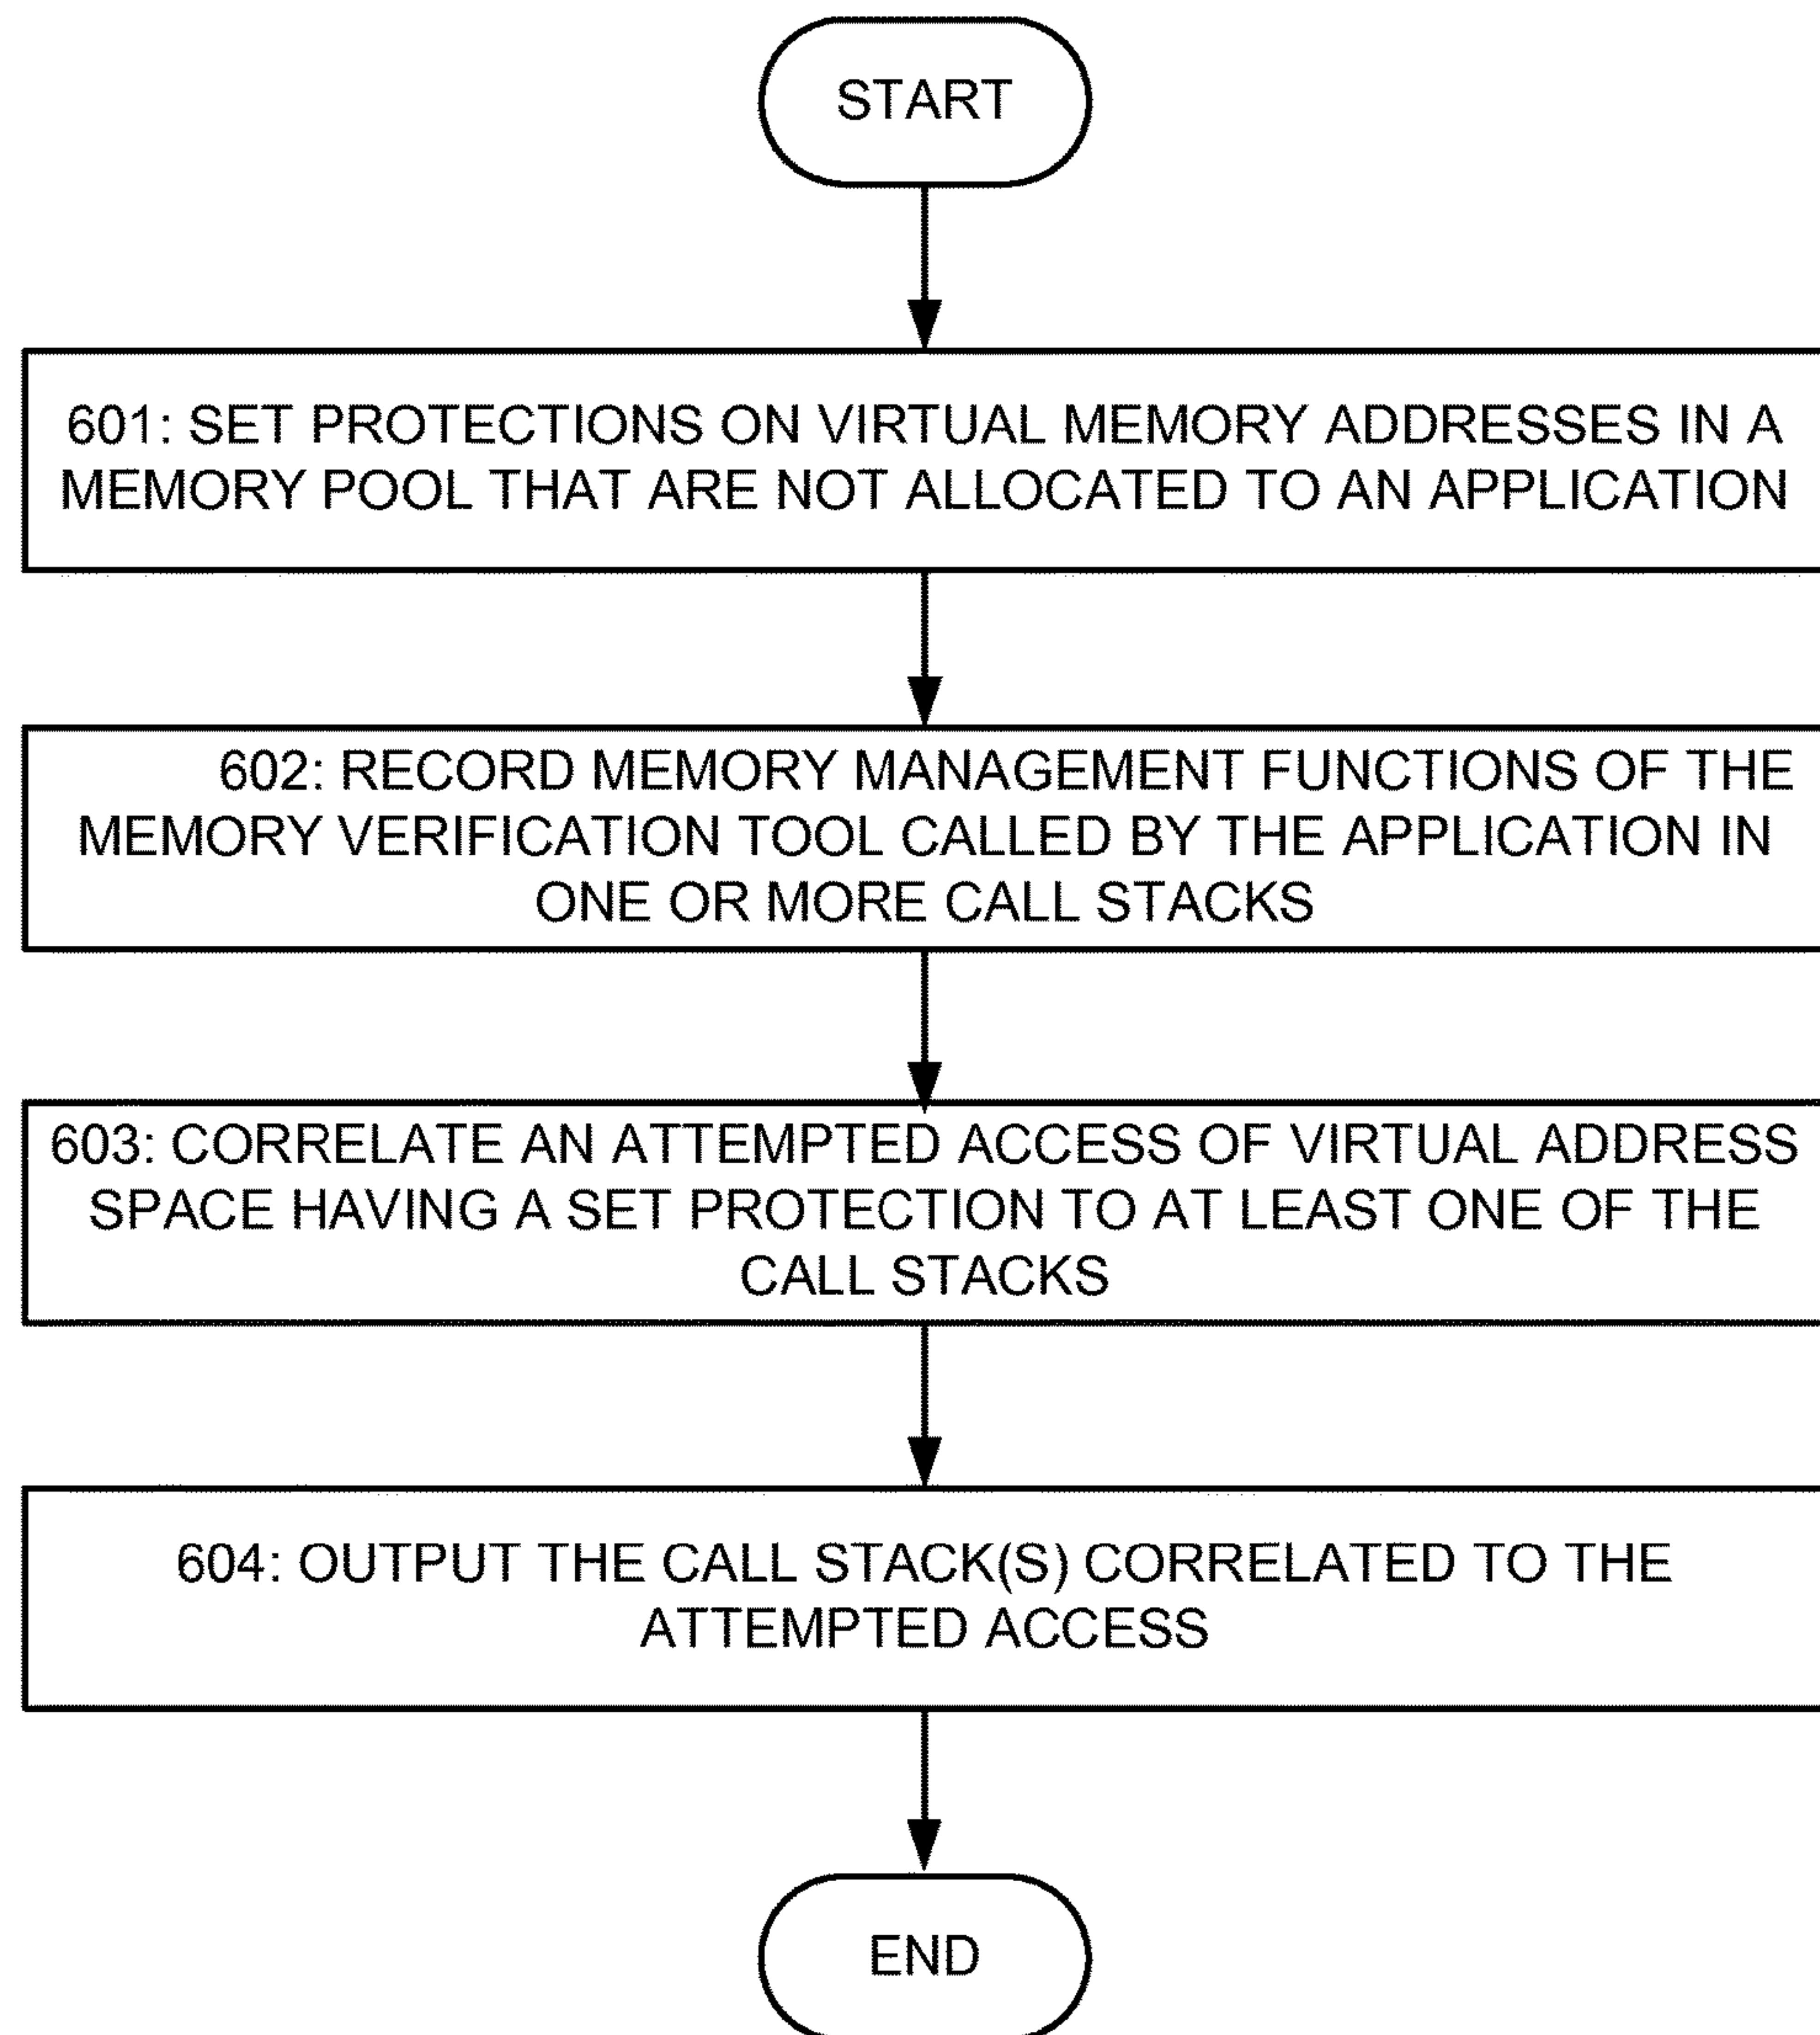 START
601: SET PROTECTIONS ON VIRTUAL MEMORY ADDRESSES IN A
MEMORY POOL THAT ARE NOT ALLOCATED TO AN APPLICATION
602: RECORD MEMORY MANAGEMENT FUNCTIONS OF THE
MEMORY VERIFICATION TOOL CALLED BY THE APPLICATION IN
ONE OR MORE CALL STACKS
603: CORRELATE AN ATTEMPTED ACCESS OF VIRTUAL ADDRESS
SPACE HAVING A SET PROTECTION TO AT LEAST ONE OF THE
CALL STACKS
604: OUTPUT THE CALL STACK(S) CORRELATED TO THE
ATTEMPTED ACCESS
END